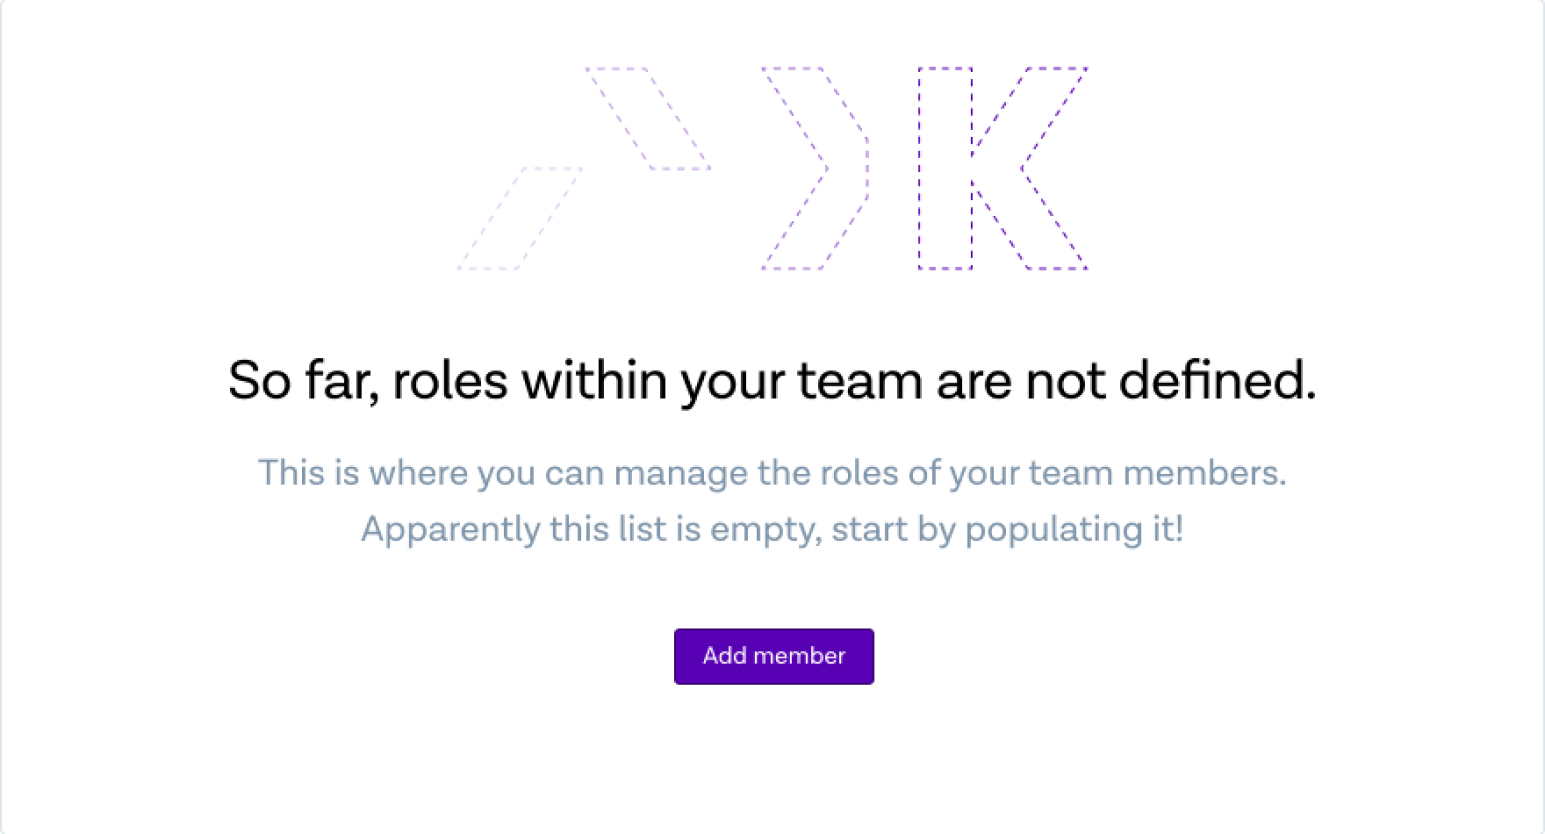 So far, roles within your team are not defined.
This is where you can manage the roles of your team members.
Apparently this list is empty, start by populating it!
Add member